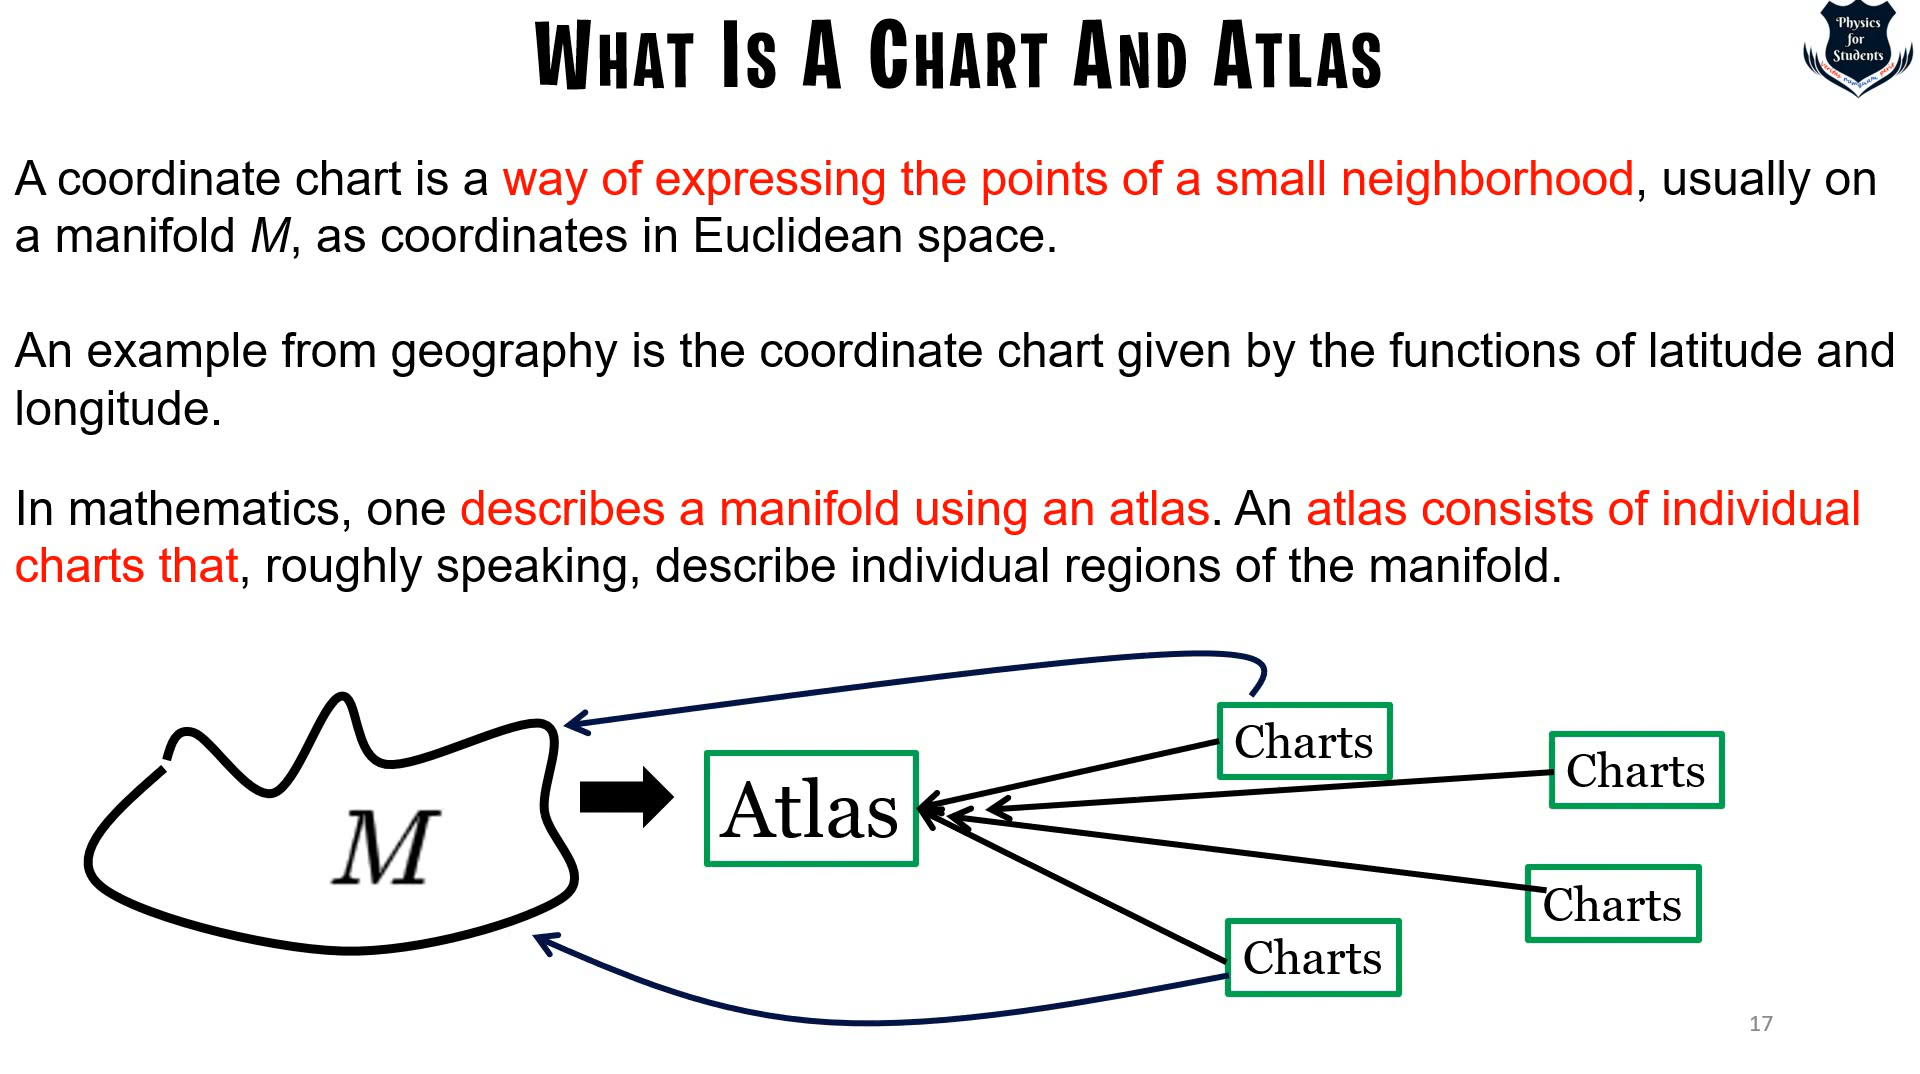 WHAT IS A CHART AND ATLAS
Physics
for
Students
A coordinate chart is a way of expressing the points of a small neighborhood, usually on
a manifold M, as coordinates in Euclidean space.
An example from geography is the coordinate chart given by the functions of latitude and
longitude.
In mathematics, one describes a manifold using an atlas. An atlas consists of individual
charts that, roughly speaking, describe individual regions of the manifold.
Charts
Charts
Atlas
M
Charts
Charts
17